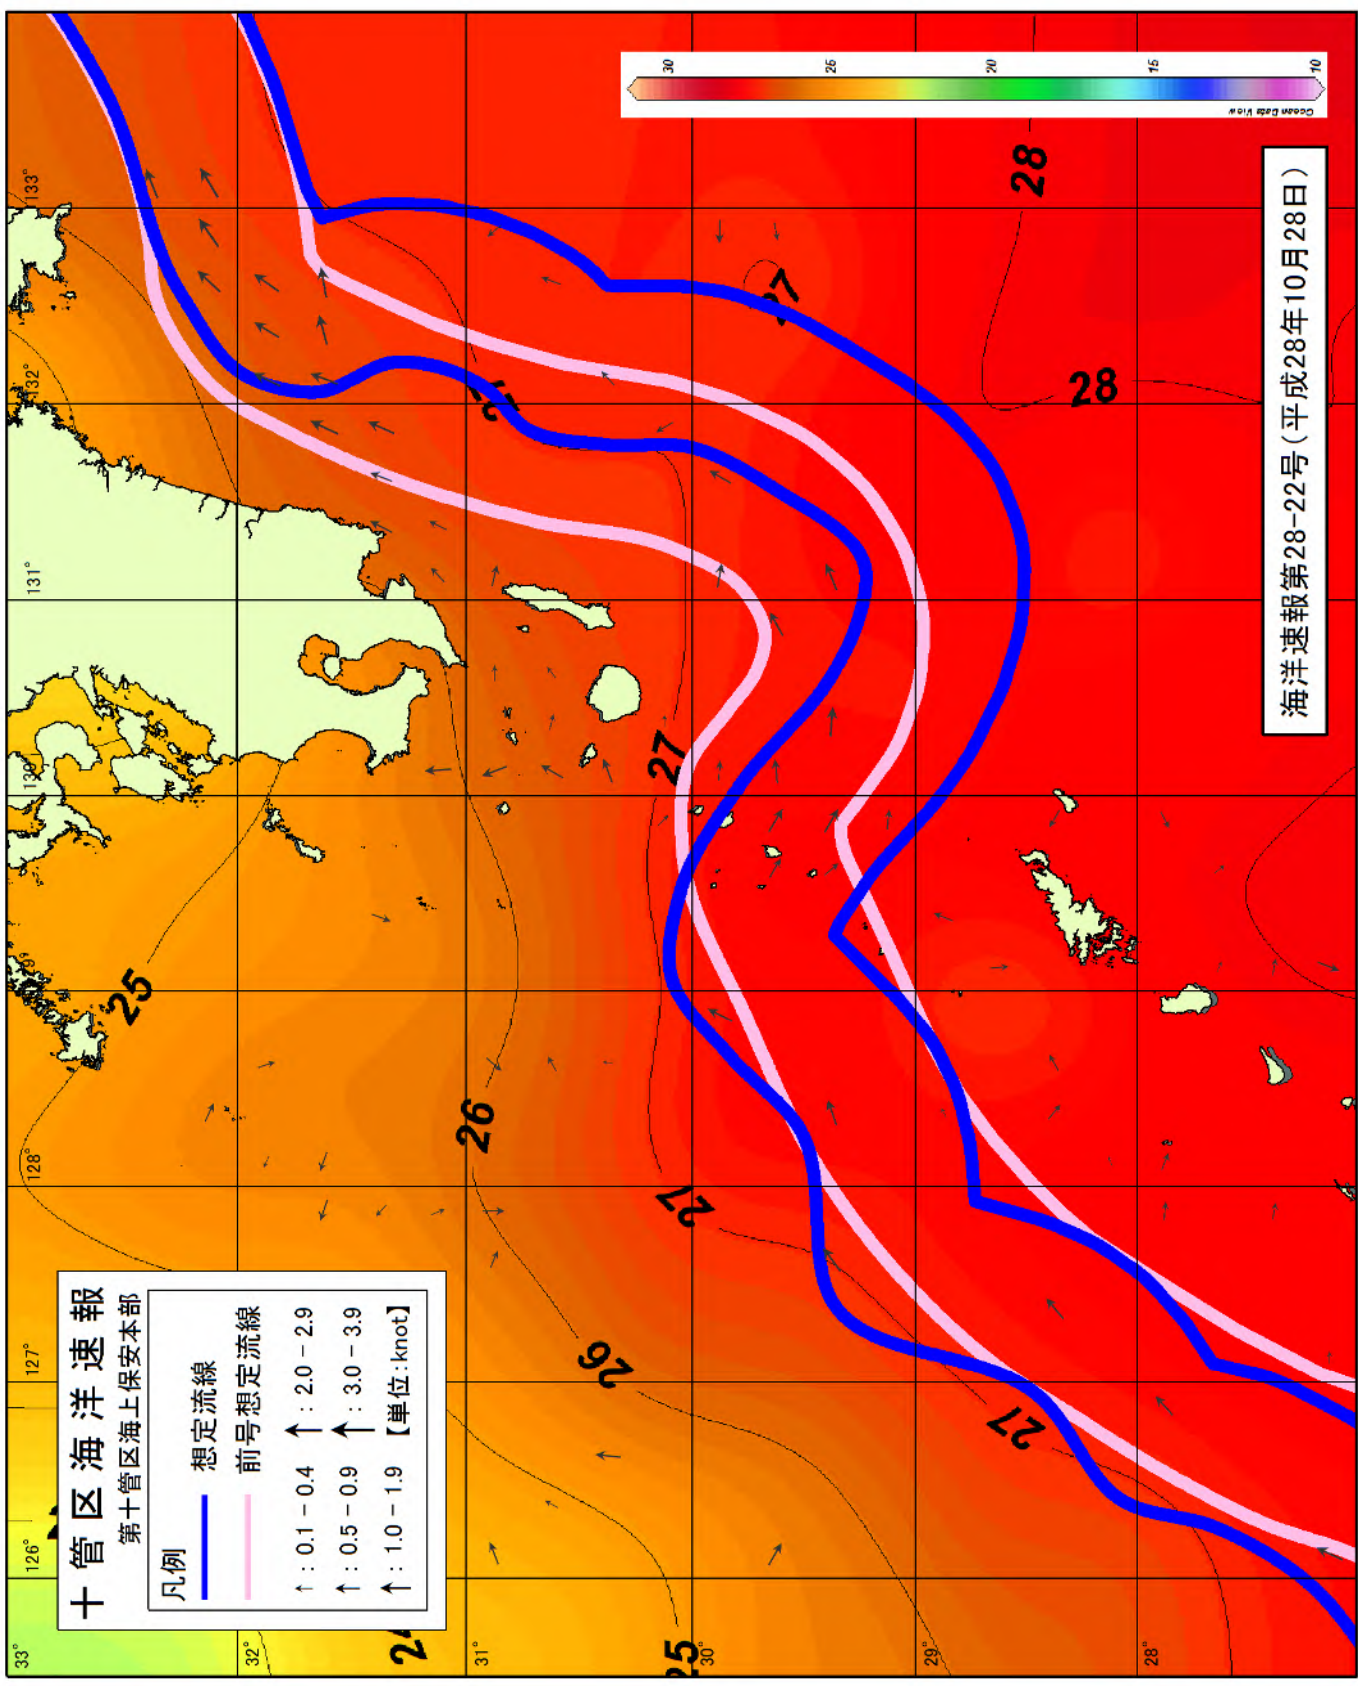 十管区海洋速報
第十管区海上保安本部
凡例
想定流線
前号想定流線
↑: 0.1 - 0.4 ↑: 2.0 - 2.9
↑: 0.5 - 0.9 ↑: 3.0 - 3.9
↑: 1.0 - 1.9 【単位:knot】
33°
32°
31°
30°
29°
28°
126°
127°
128°
131°
132°
133°
25
26
26
27
27
27
27
28
28
30
25
20
15
10
Ocean Data View
海洋速報第28-22号(平成28年10月28日)